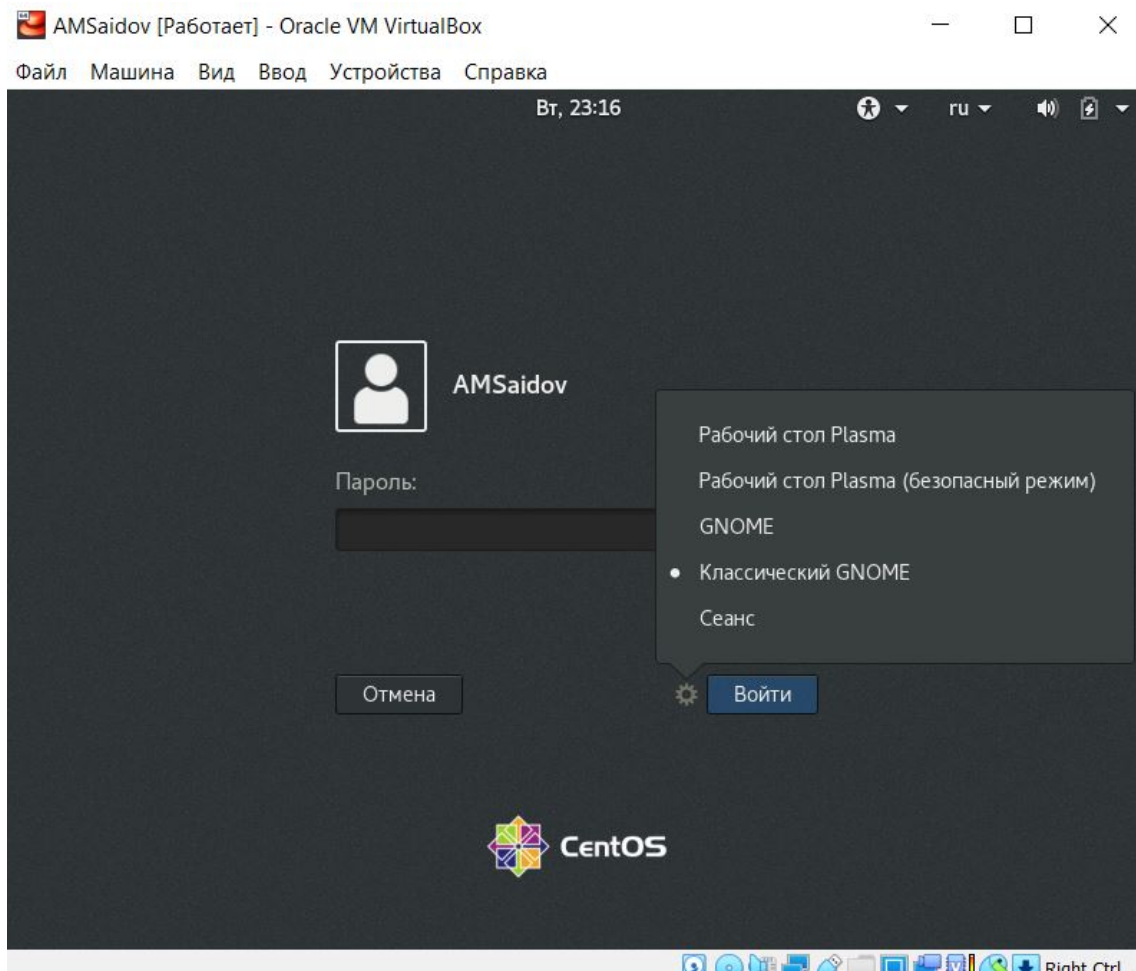 AMSaidov [Работает] - Oracle VM VirtualBox
Файл Машина Вид Ввод Устройства Справка
Вт, 23:16 ru
AMSaidov
Рабочий стол Plasma
Пароль:
Рабочий стол Plasma (безопасный режим)
GNOME
Классический GNOME
Сеанс
Отмена Войти
CentOS
Right Ctrl